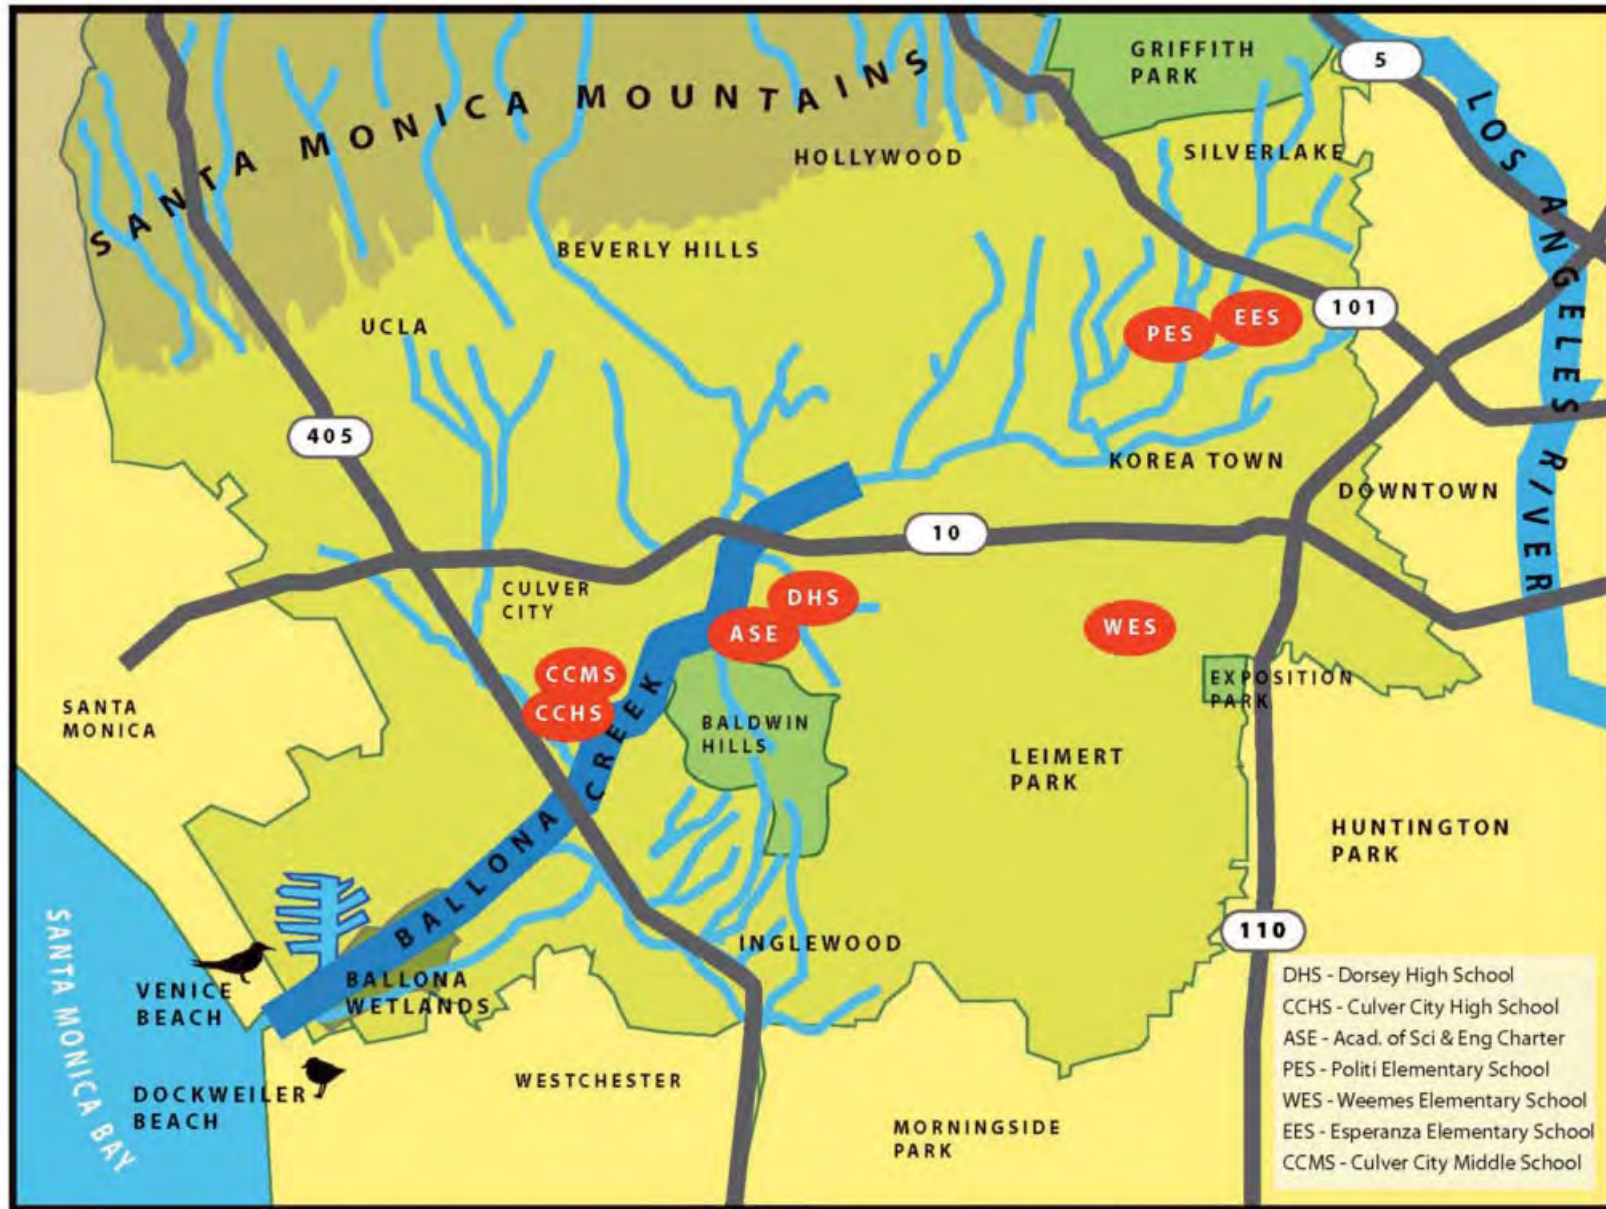 GRIFFITH
PARK
5
SANTA MONICA MOUNTAINS
LOS ANGELES RIVER
HOLLYWOOD
SILVERLAKE
BEVERLY HILLS
UCLA
101
PES
EES
405
KOREA TOWN
DOWNTOWN
10
CULVER
CITY
DHS
ASE
WES
CCMS
CCHS
EXPOSITION
PARK
SANTA
MONICA
BALDWIN
HILLS
LEIMERT
PARK
BALLONA CREEK
HUNTINGTON
PARK
110
INGLEWOOD
SANTA MONICA BAY
VENICE
BEACH
BALLONA
WETLANDS
DOCKWEILER
BEACH
WESTCHESTER
MORNINGSIDE
PARK
DHS - Dorsey High School
CCHS - Culver City High School
ASE - Acad. of Sci & Eng Charter
PES - Politi Elementary School
WES - Weemes Elementary School
EES - Esperanza Elementary School
CCMS - Culver City Middle School